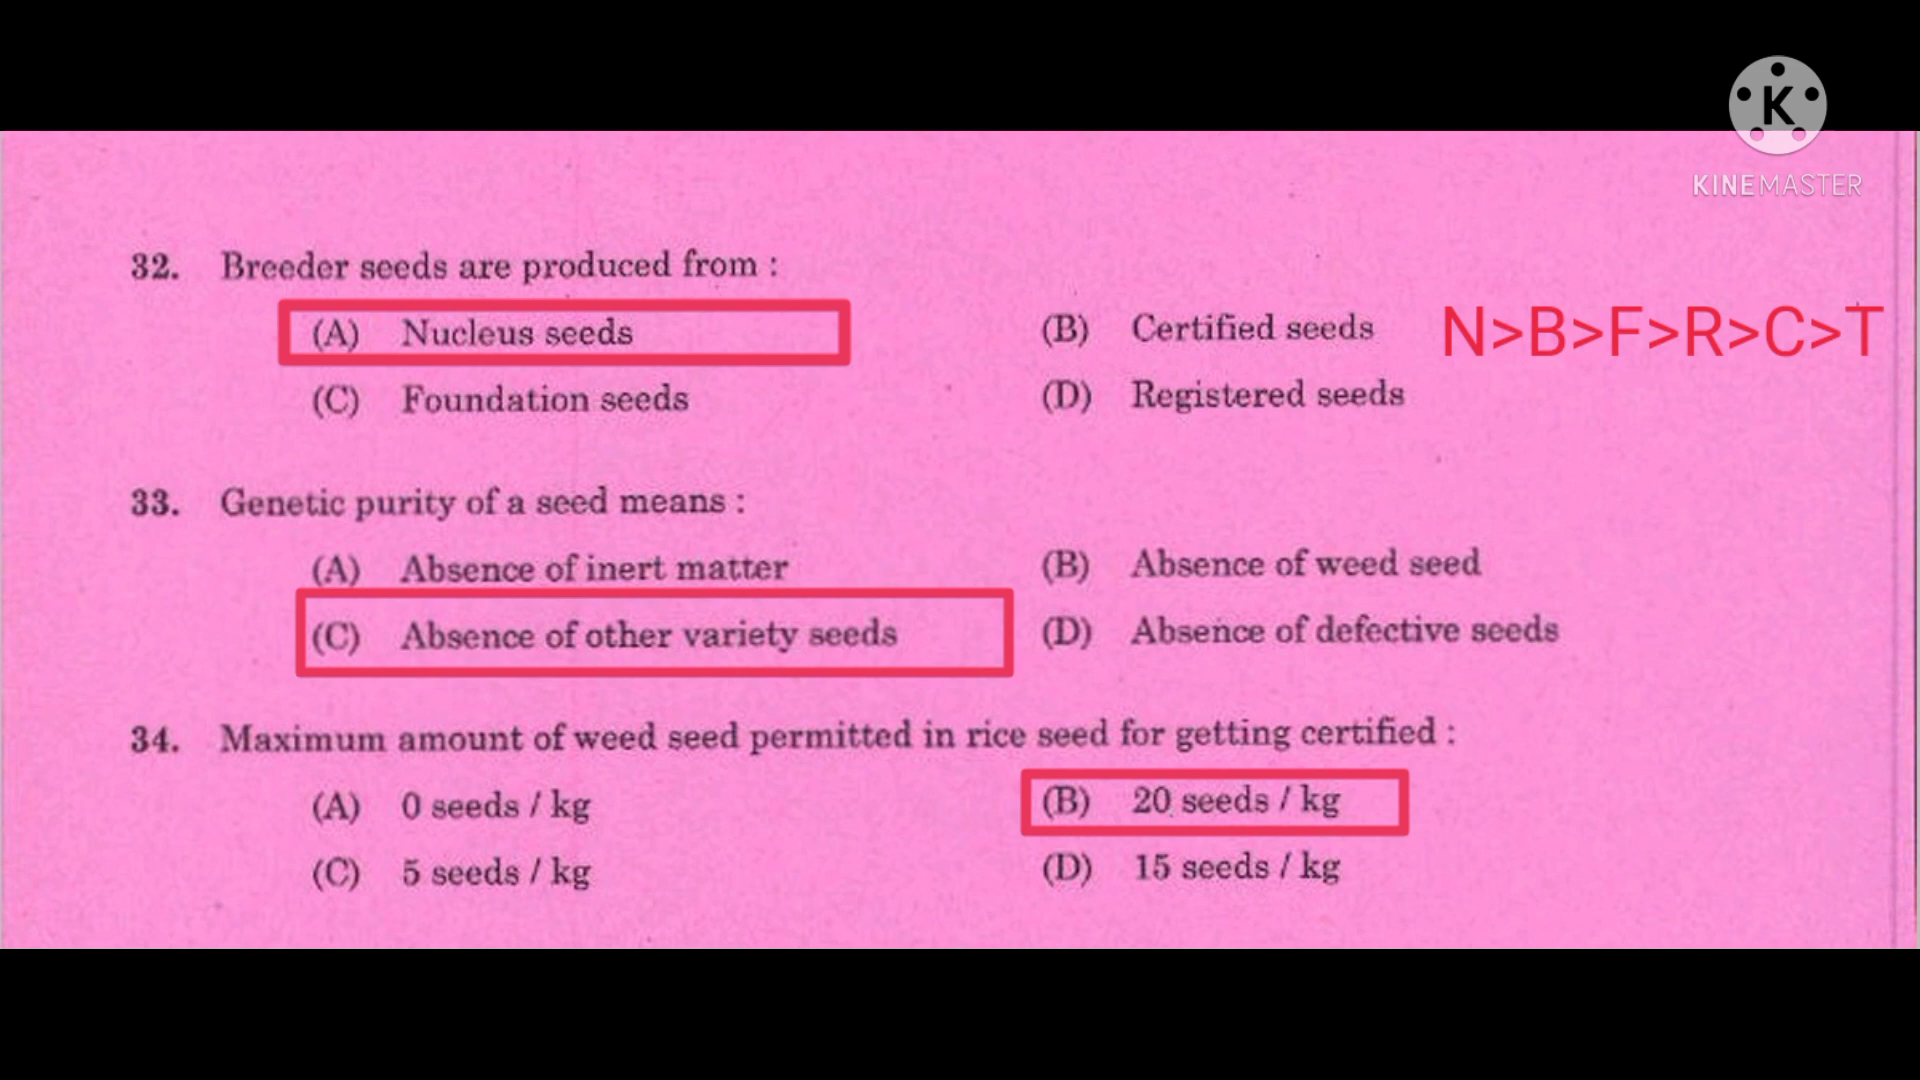 K
KINEMASTER
32. Breeder seeds are produced from :
(A) Nucleus seeds
(B) Certified seeds
N>B>F>R>C>T
(C) Foundation seeds
(D) Registered seeds
33. Genetic purity of a seed means :
(A) Absence of inert matter
(B) Absence of weed seed
(C) Absence of other variety seeds
(D) Absence of defective seeds
34. Maximum amount of weed seed permitted in rice seed for getting certified :
(A) 0 seeds / kg
(B) 20 seeds / kg
(C) 5 seeds / kg
(D) 15 seeds / kg